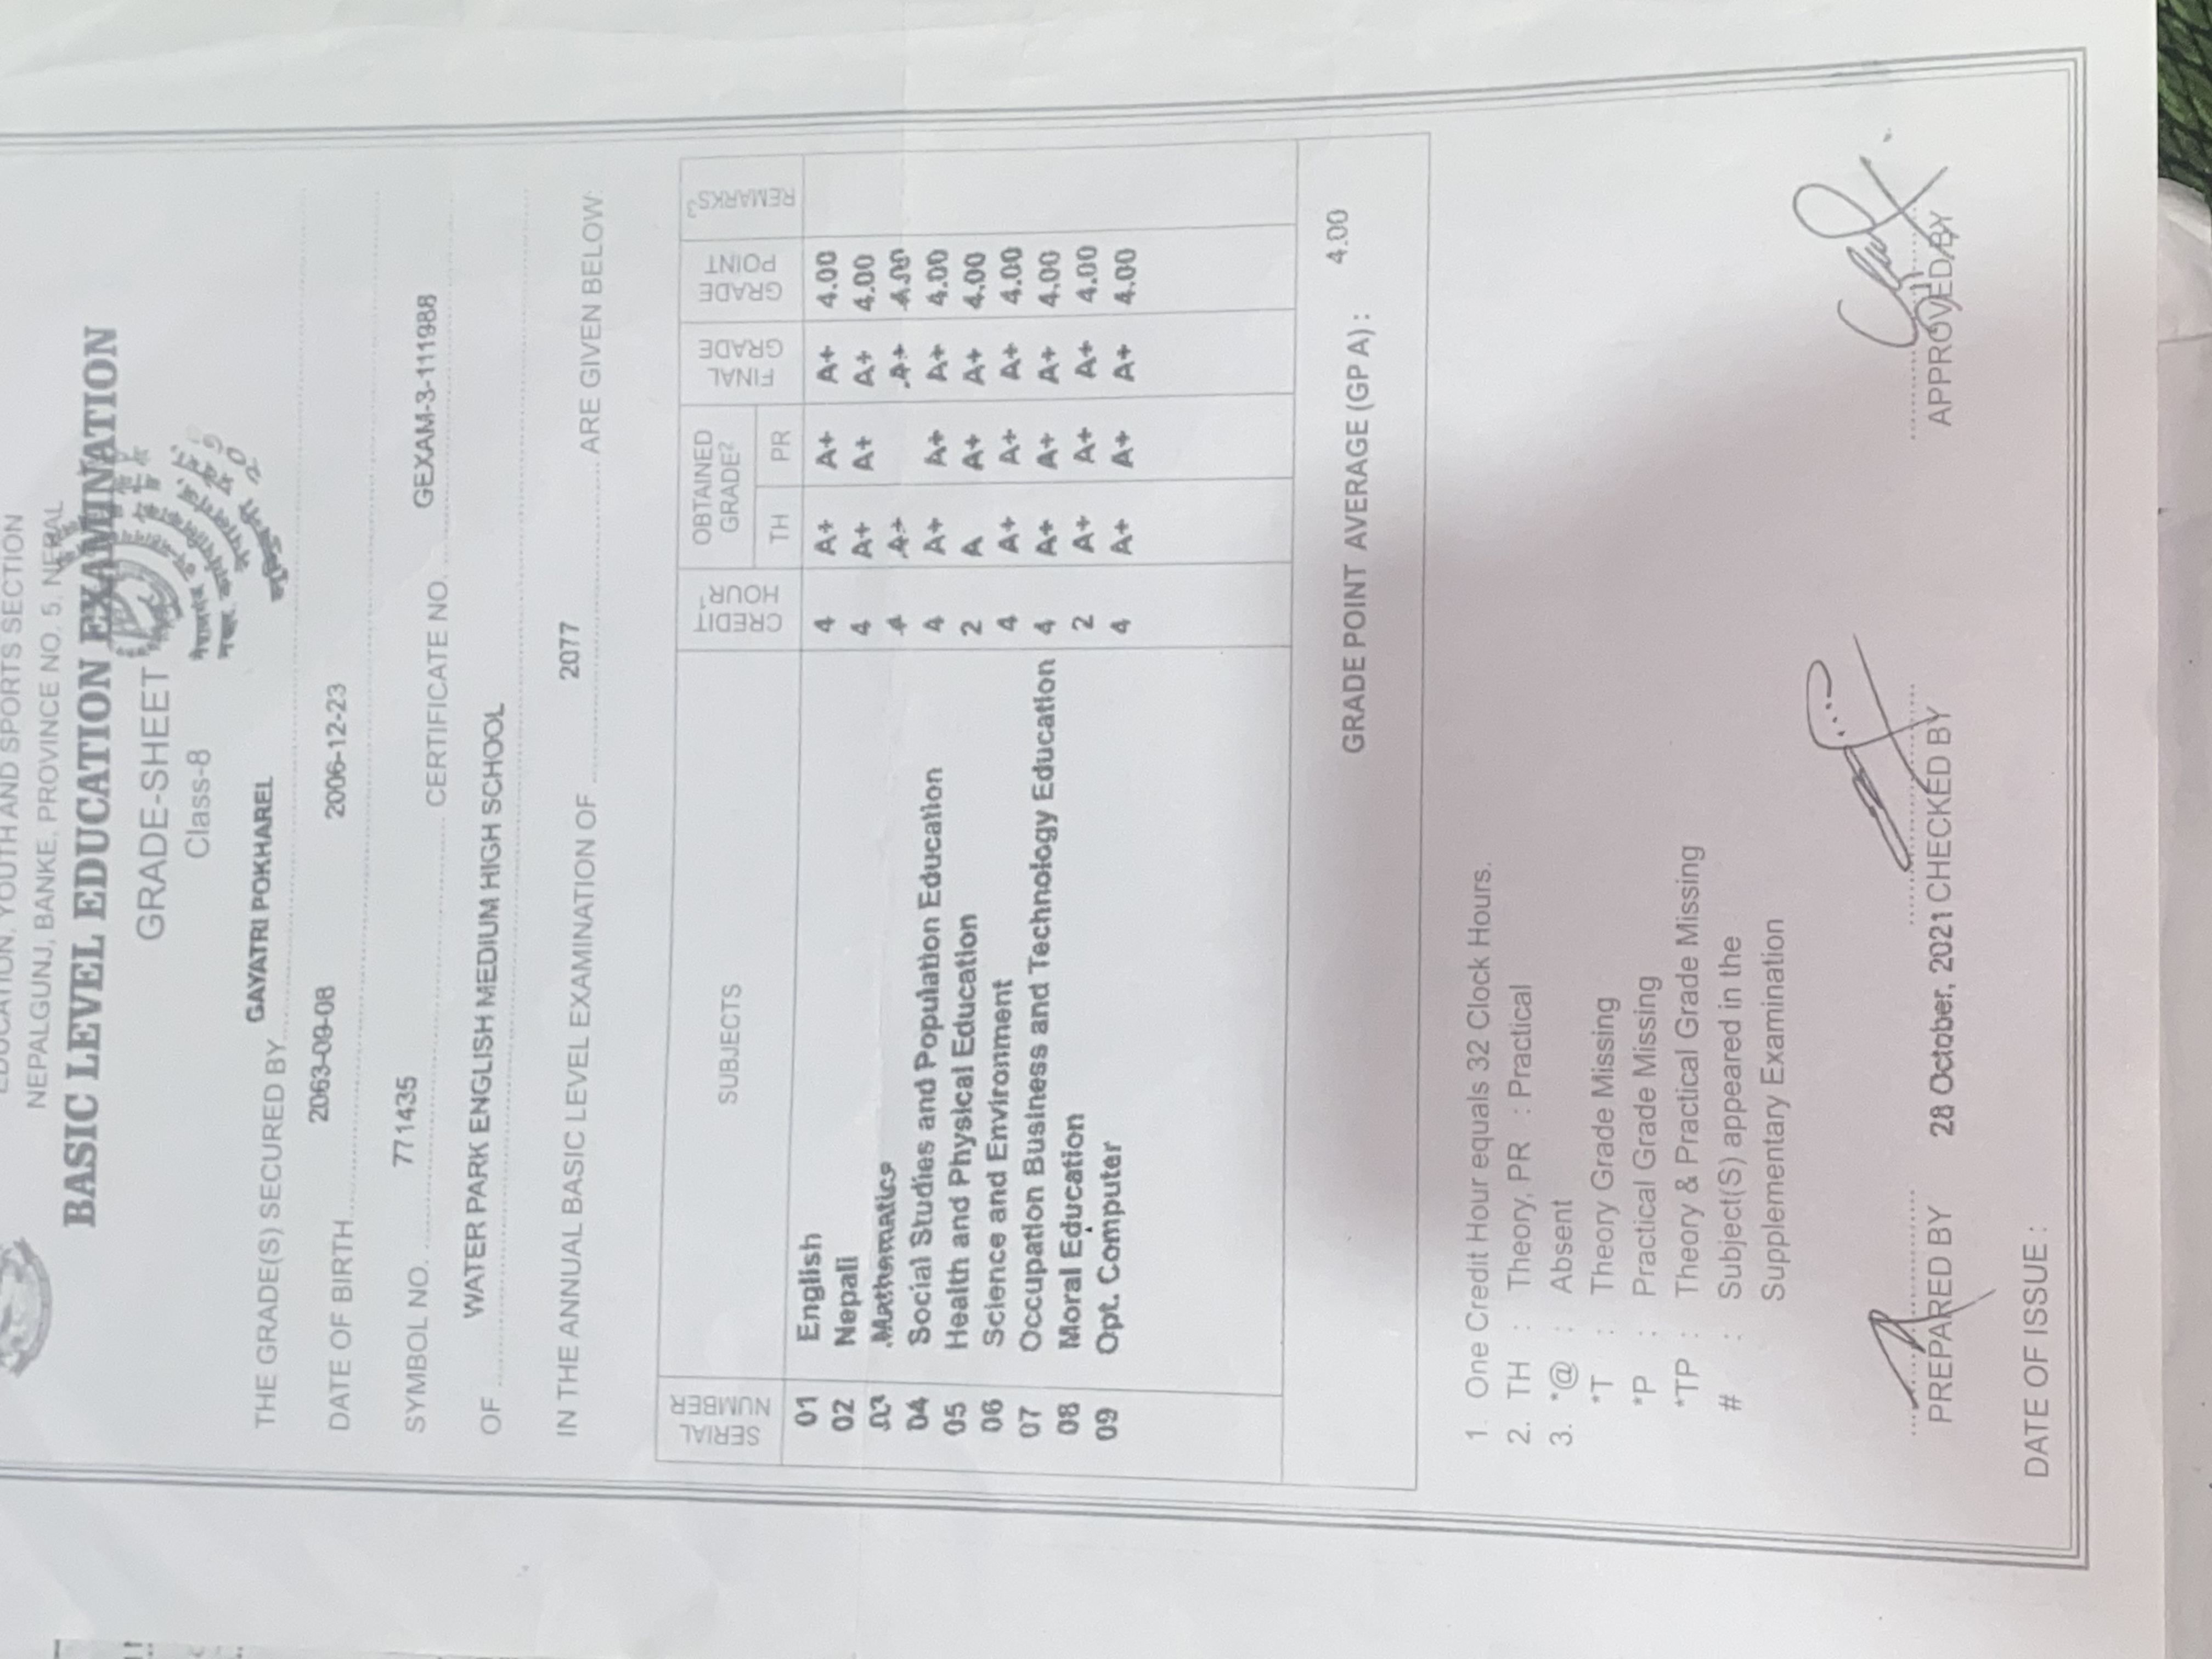 EDUCATION, YOUTH AND SPORTS SECTION
NEPALGUNJ, BANKE, PROVINCE NO. 5, NEPAL
BASIC LEVEL EDUCATION EXAMINATION
GRADE-SHEET
Class-8
THE GRADE(S) SECURED BY GAYATRI POKHAREL
DATE OF BIRTH 2063-09-08 2006-12-23
SYMBOL NO. 771435 CERTIFICATE NO. GEXAM-3-111988
OF WATER PARK ENGLISH MEDIUM HIGH SCHOOL
IN THE ANNUAL BASIC LEVEL EXAMINATION OF 2077 ARE GIVEN BELOW:
SERIAL NUMBER SUBJECTS CREDIT HOUR¹ OBTAINED GRADE² FINAL GRADE GRADE POINT REMARKS³
TH PR
01 English 4 A+ A+ A+ 4.00
02 Nepali 4 A+ A+ A+ 4.00
03 Mathematics 4 A+ A+ 4.00
04 Social Studies and Population Education 4 A+ A+ A+ 4.00
05 Health and Physical Education 2 A A+ A+ 4.00
06 Science and Environment 4 A+ A+ A+ 4.00
07 Occupation Business and Technology Education 4 A+ A+ A+ 4.00
08 Moral Education 2 A+ A+ A+ 4.00
09 Opt. Computer 4 A+ A+ A+ 4.00
GRADE POINT AVERAGE (GPA) : 4.00
1. One Credit Hour equals 32 Clock Hours.
2. TH : Theory, PR : Practical
3. *@ : Absent
*T : Theory Grade Missing
*P : Practical Grade Missing
*TP : Theory & Practical Grade Missing
# : Subject(S) appeared in the
Supplementary Examination
PREPARED BY 28 October, 2021 CHECKED BY APPROVED BY
DATE OF ISSUE :